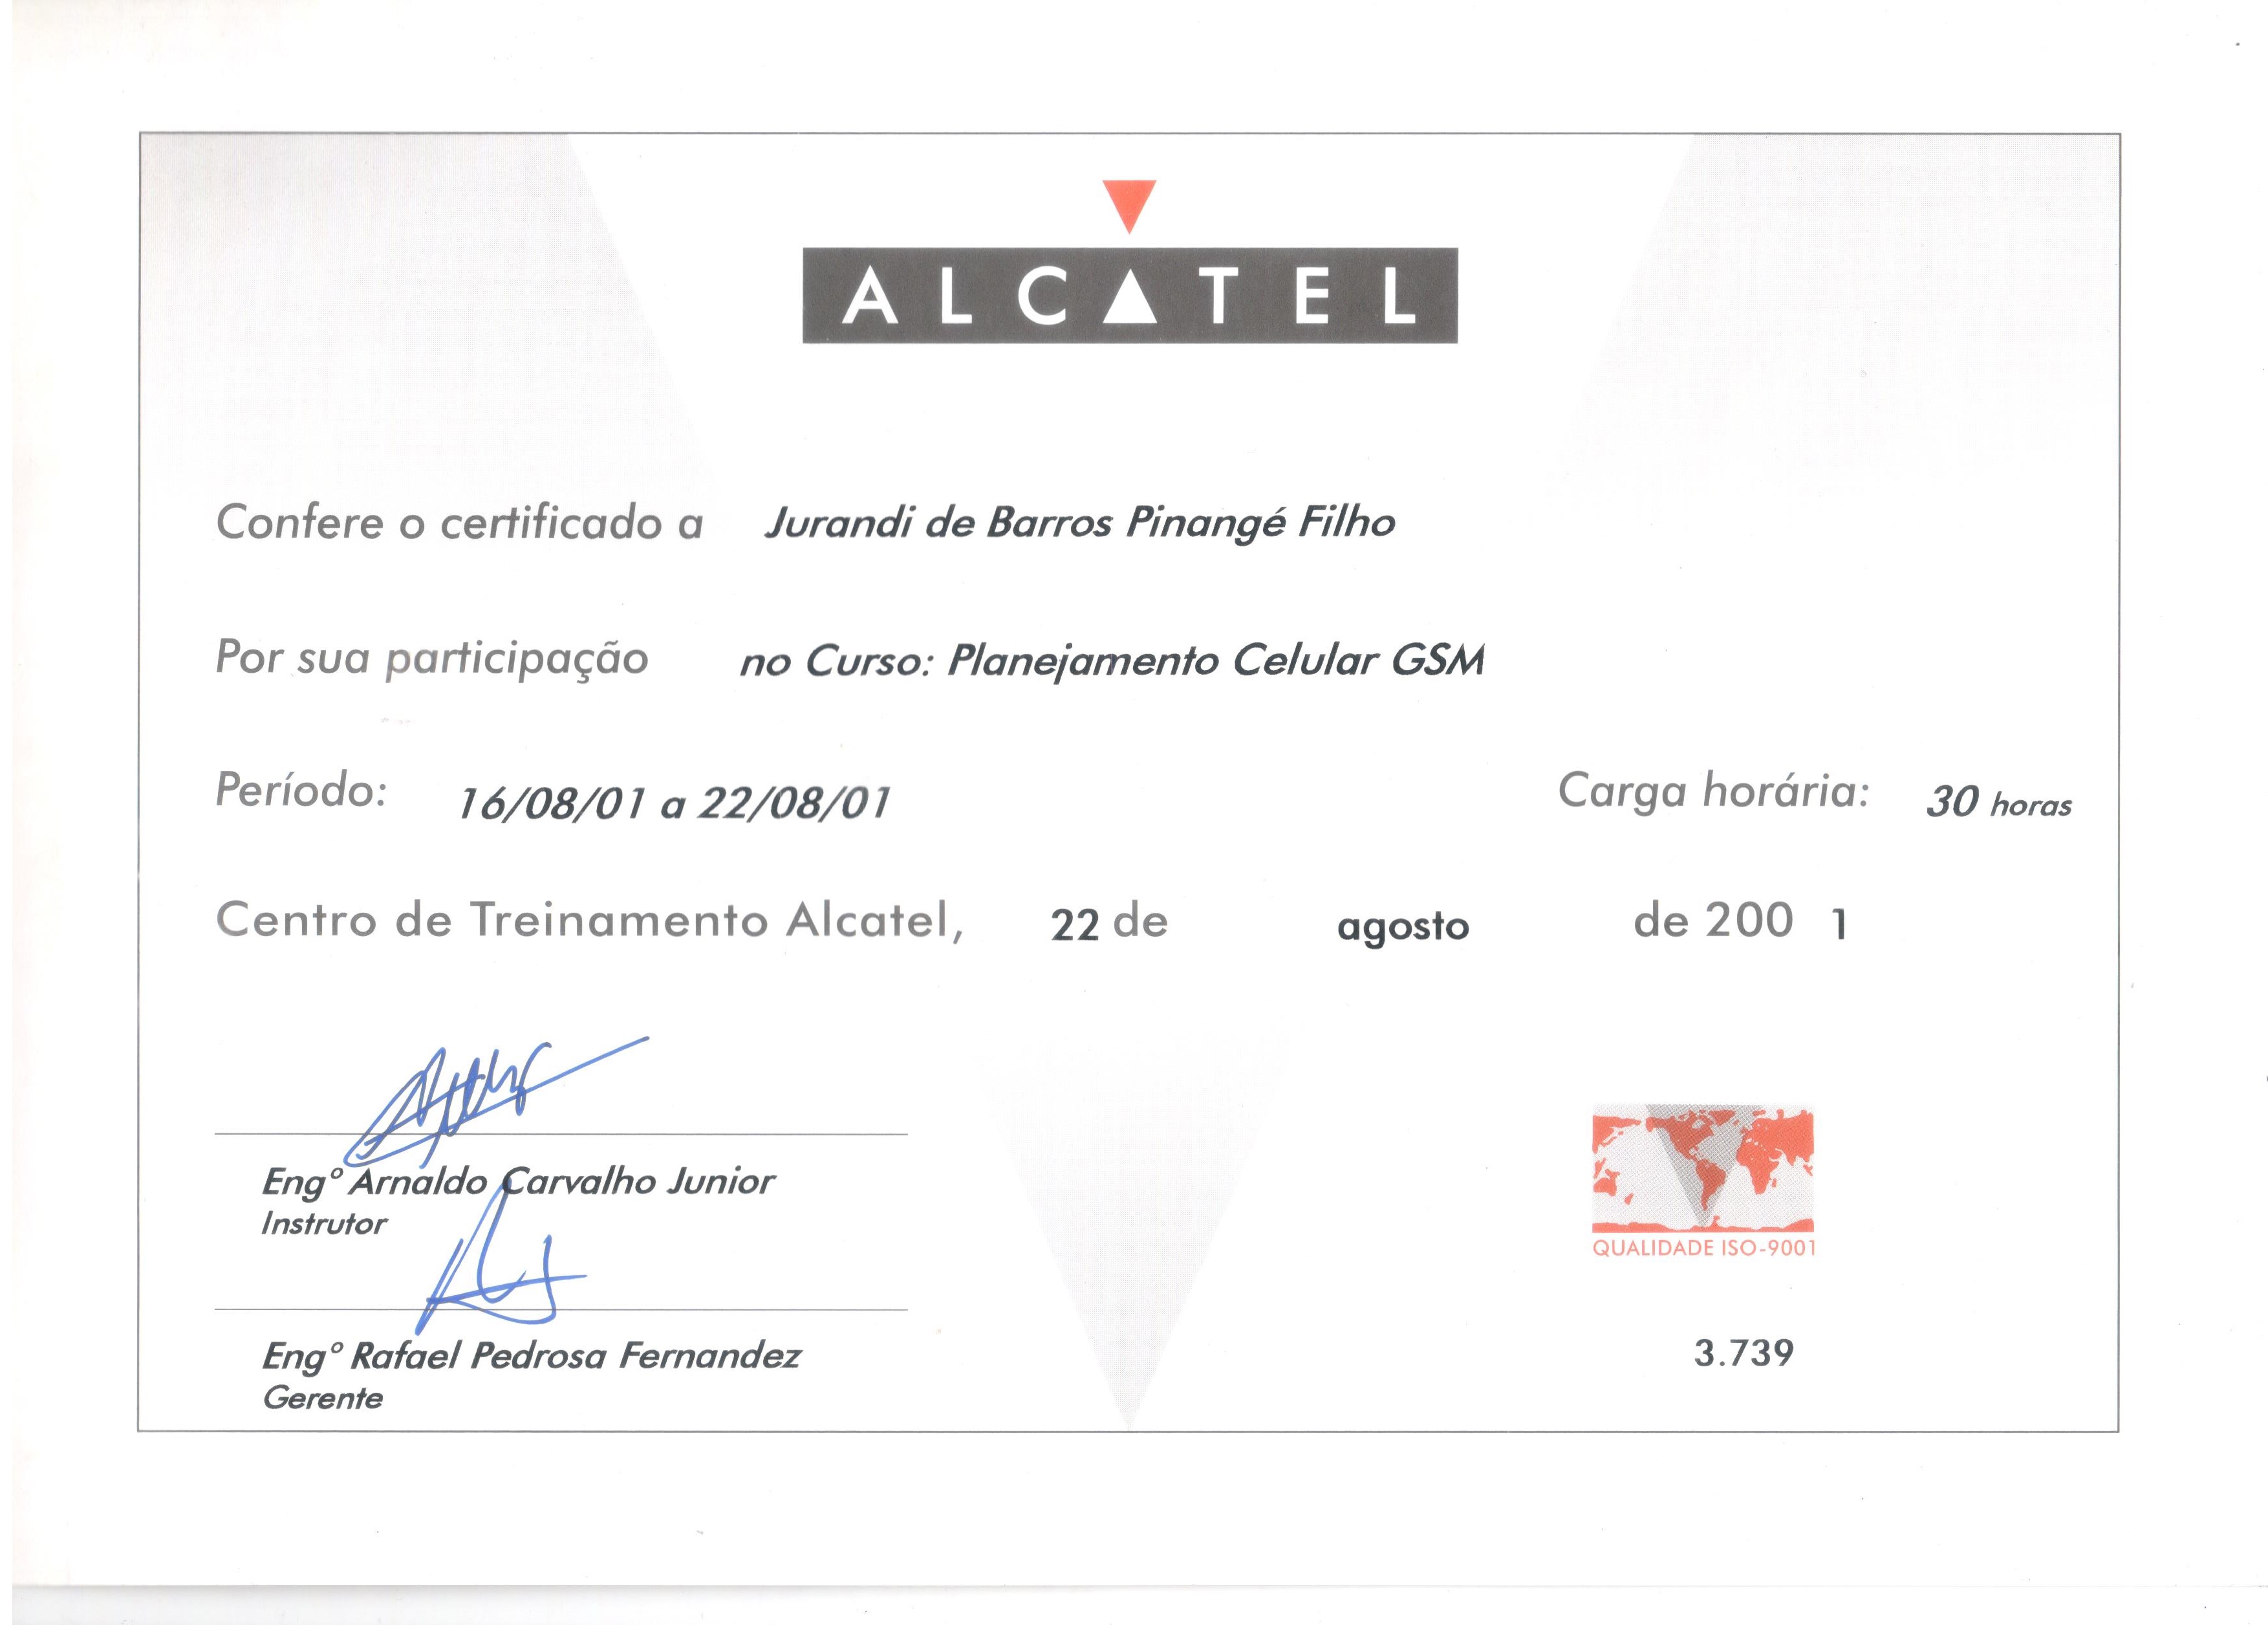 ALCATEL
Confere o certificado a Jurandi de Barros Pinangé Filho
Por sua participação no Curso: Planejamento Celular GSM
Período: 16/08/01 a 22/08/01 Carga horária: 30 horas
Centro de Treinamento Alcatel, 22 de agosto de 200 1
Engº Arnaldo Carvalho Junior
Instrutor
QUALIDADE ISO-9001
Engº Rafael Pedrosa Fernandez
Gerente
3.739